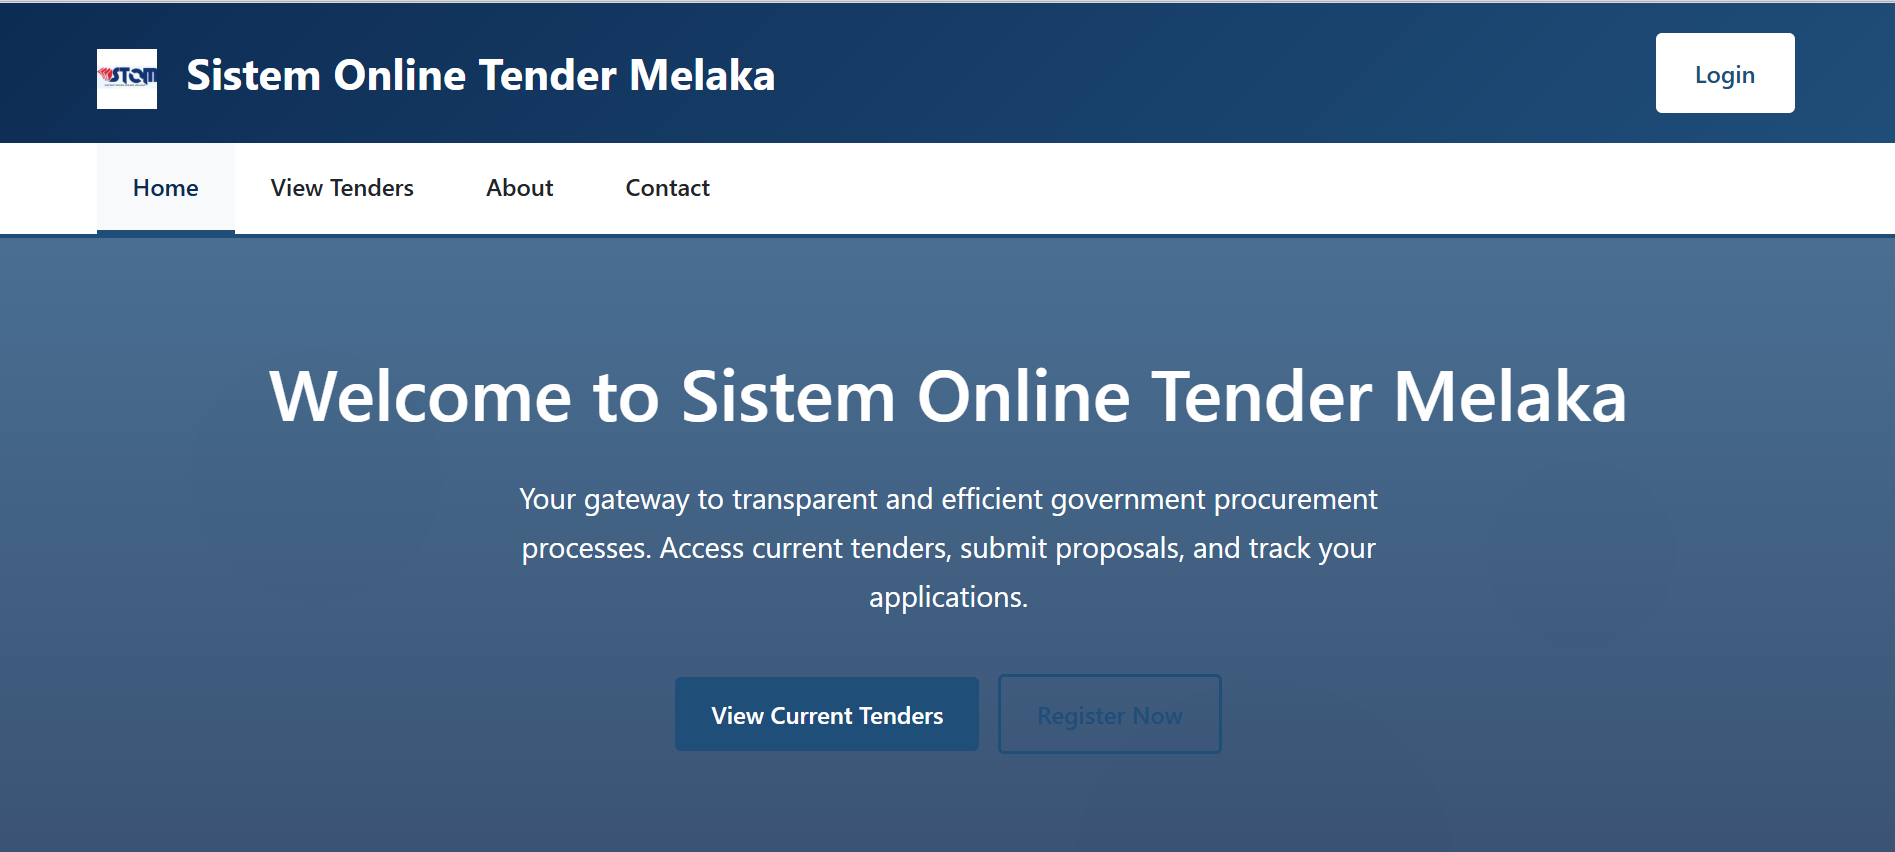 STOM
Sistem Online Tender Melaka
Login
Home
View Tenders
About
Contact
Welcome to Sistem Online Tender Melaka
Your gateway to transparent and efficient government procurement
processes. Access current tenders, submit proposals, and track your
applications.
View Current Tenders
Register Now